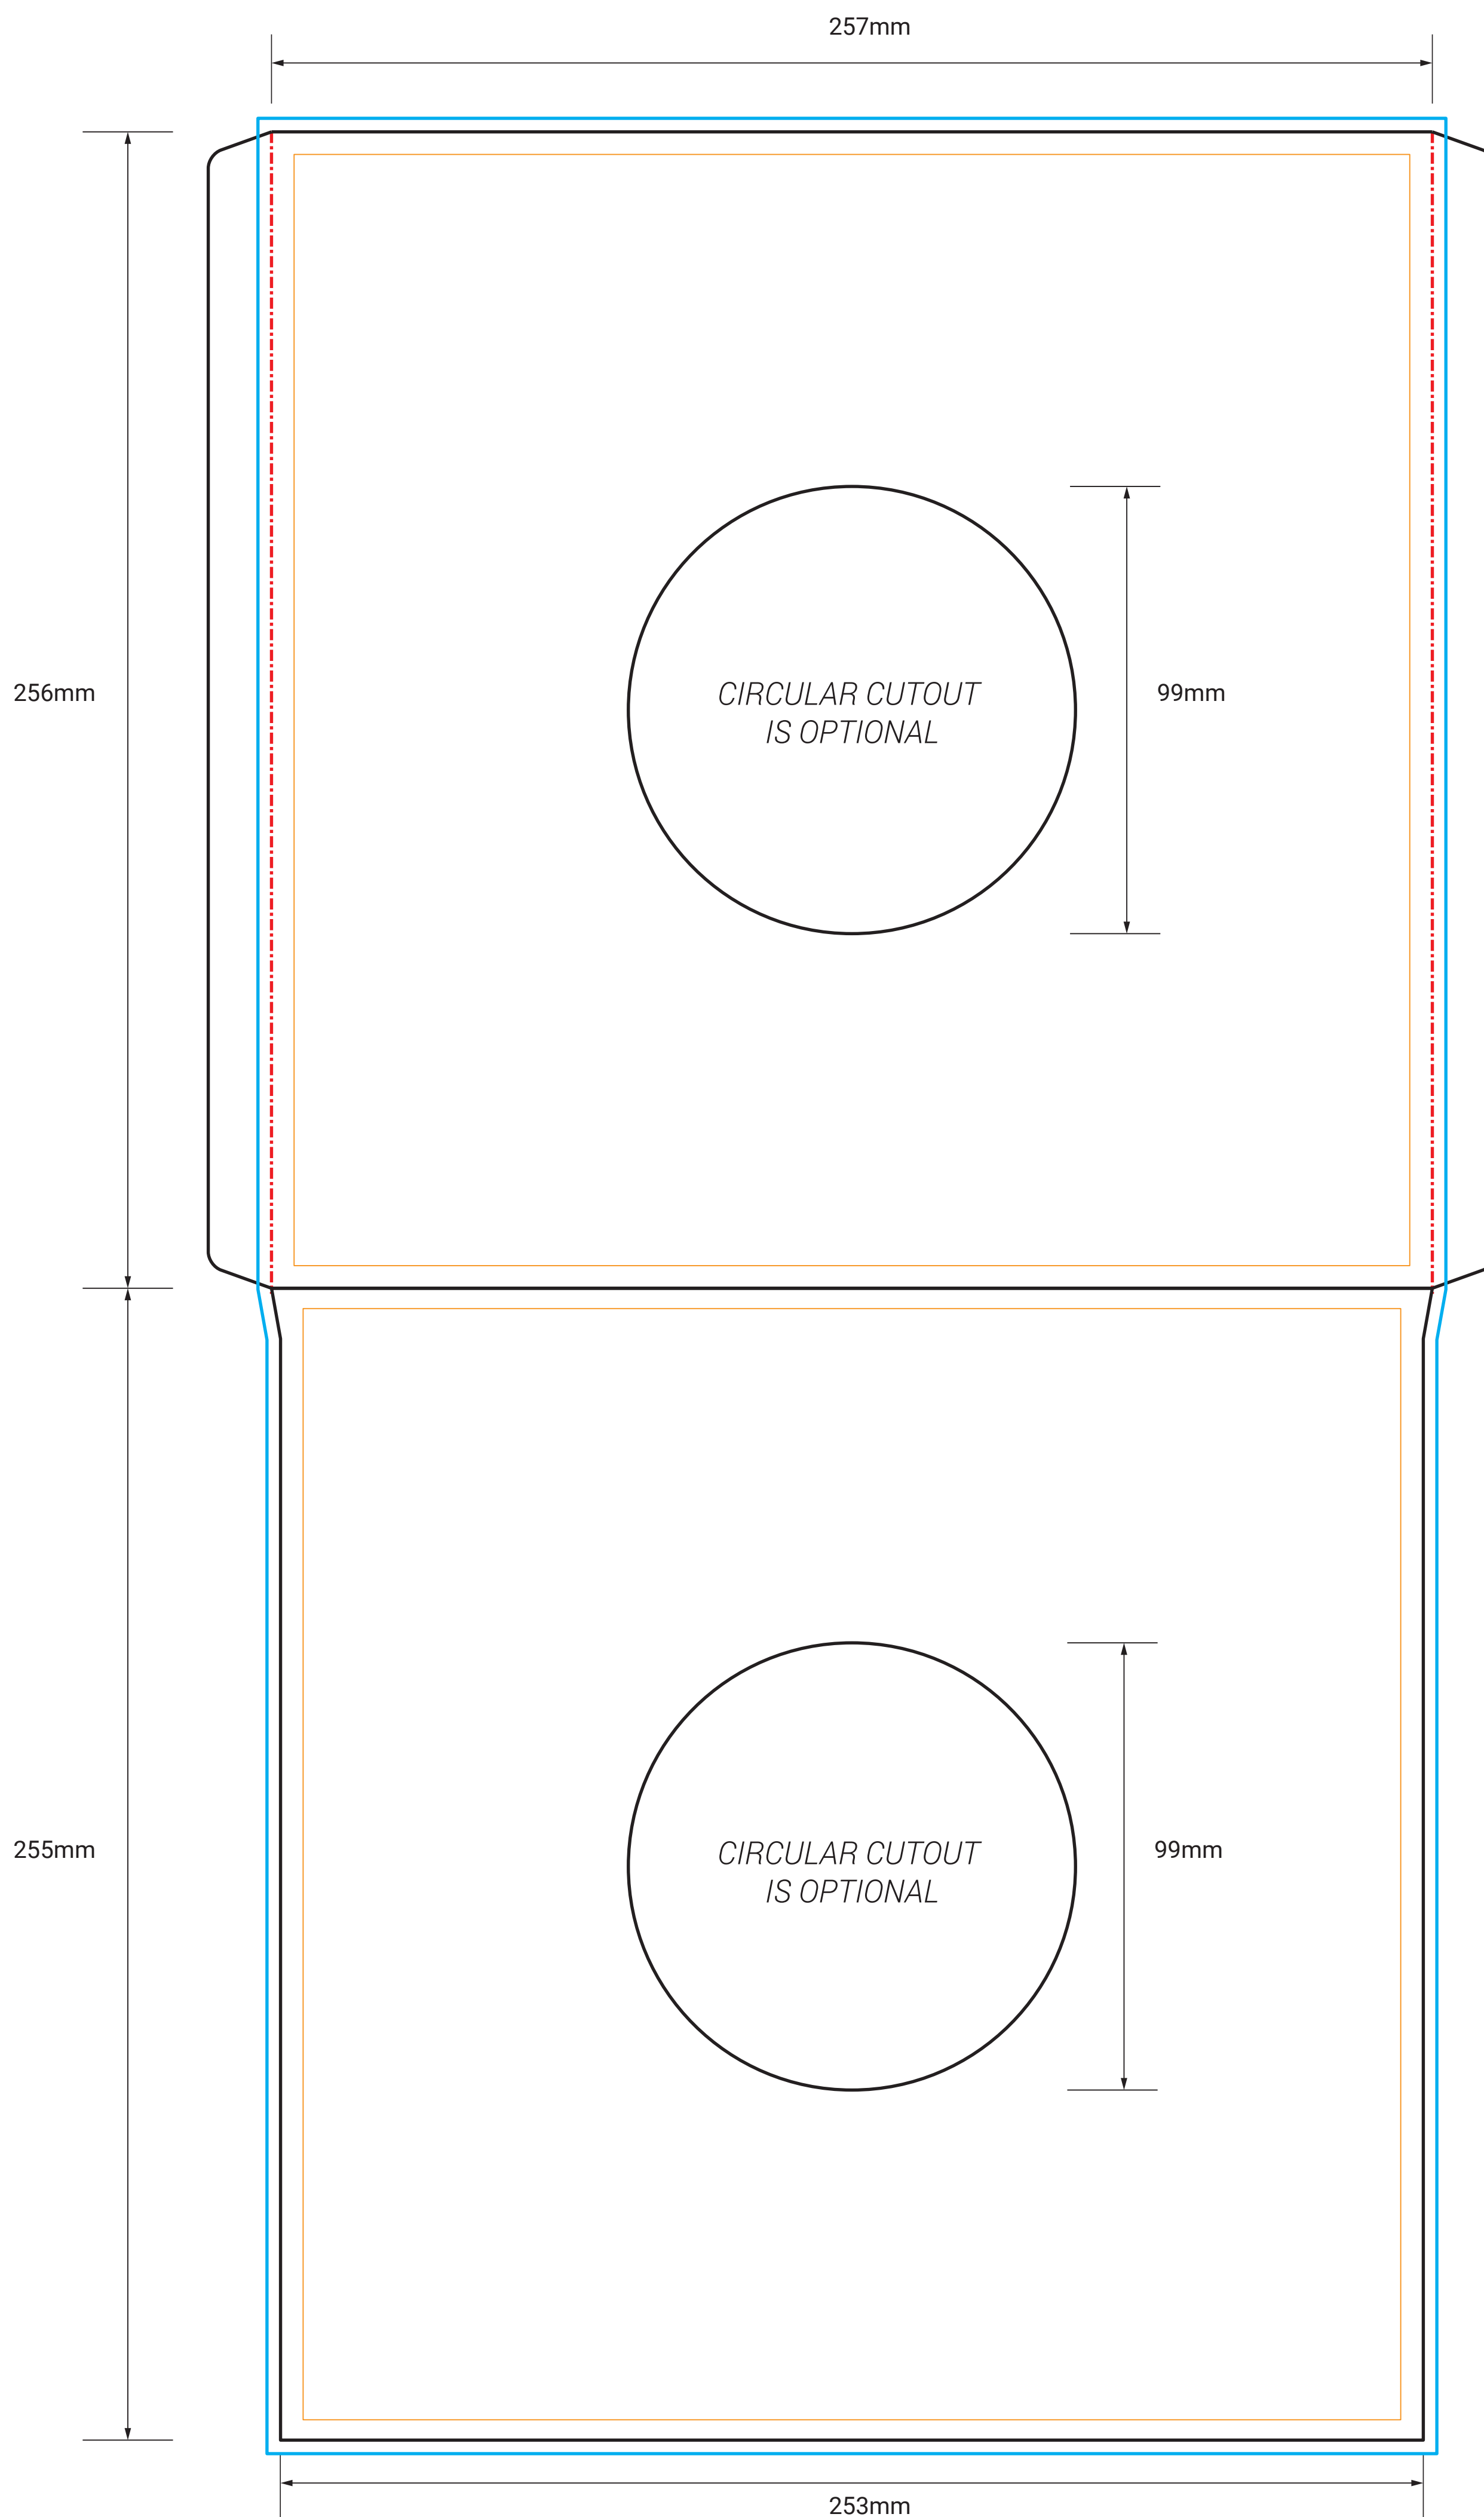 257mm
CIRCULAR CUTOUT
IS OPTIONAL
256mm
99mm
CIRCULAR CUTOUT
IS OPTIONAL
255mm
99mm
253mm